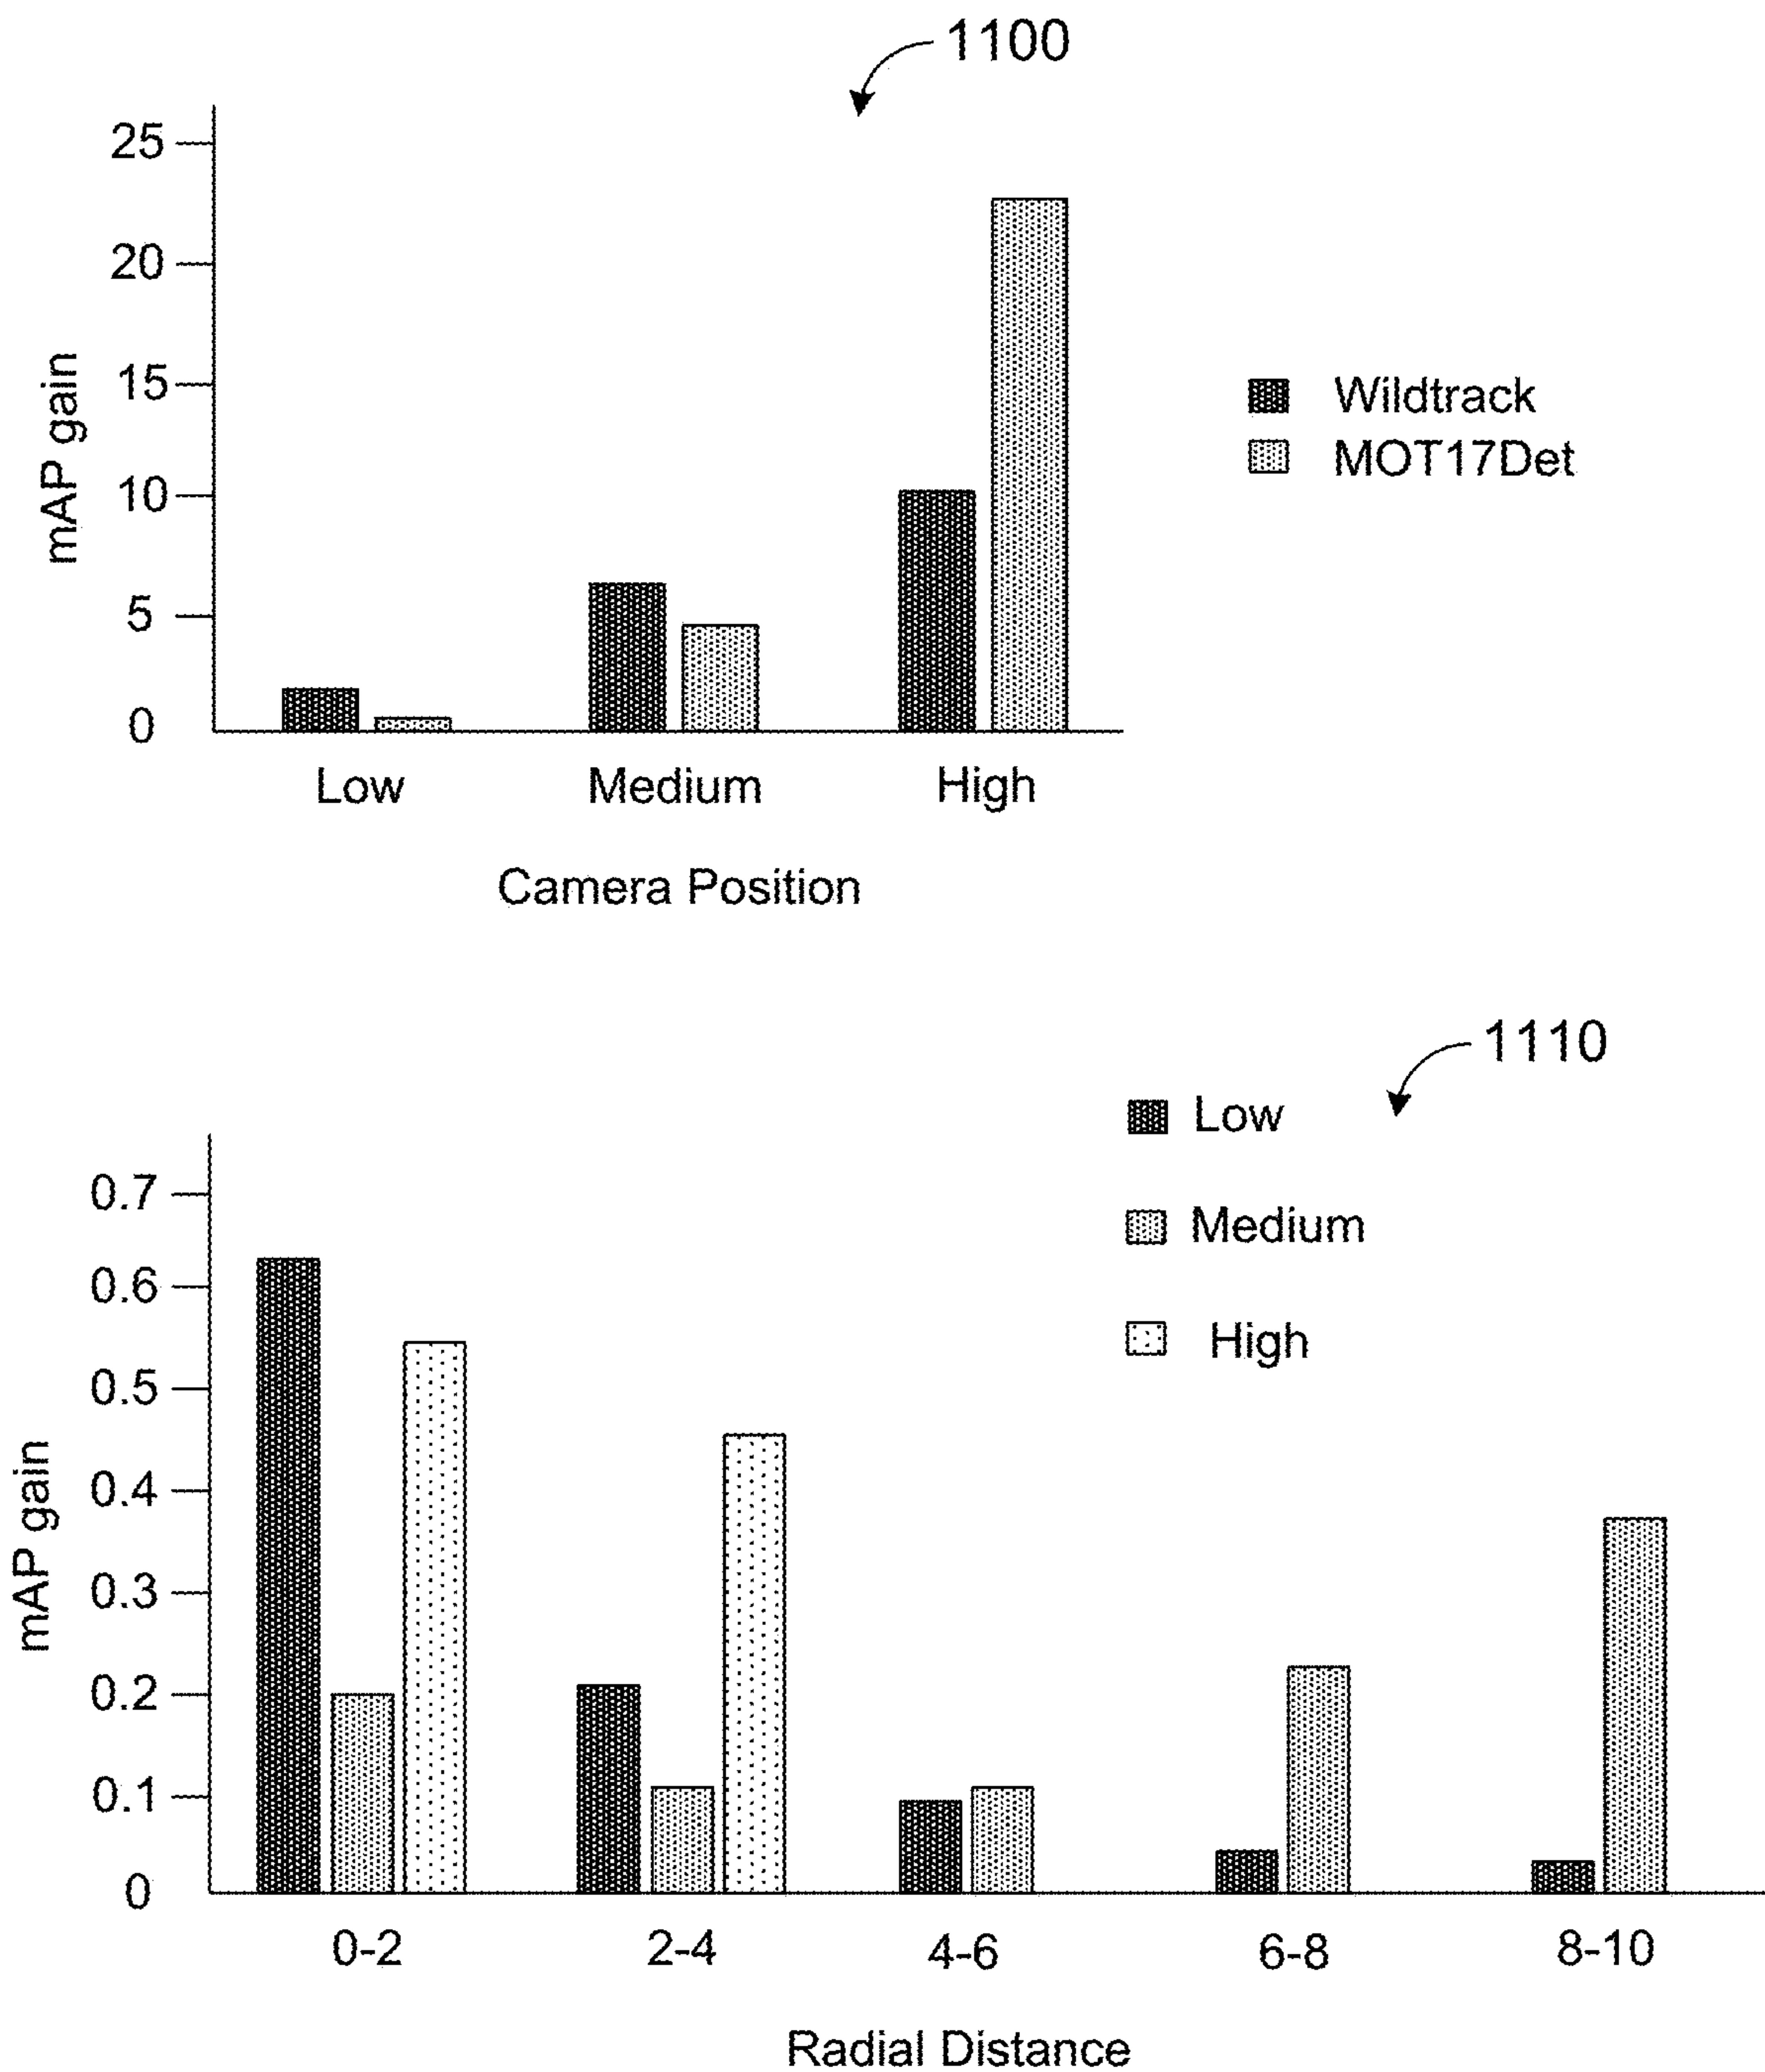 1100
25
20
15
10
5
0
mAP gain
Wildtrack
MOT17Det
Low Medium High
Camera Position
1110
Low
Medium
High
0.7
0.6
0.5
0.4
0.3
0.2
0.1
0
mAP gain
0-2 2-4 4-6 6-8 8-10
Radial Distance